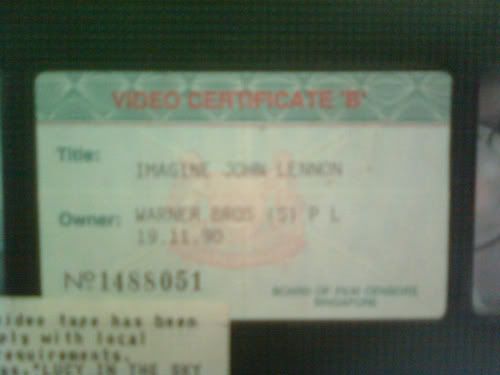 VIDEO CERTIFICATE 'B'
Title: IMAGINE JOHN LENNON
Owner: WARNER BROS (S) P L
19.11.90
Nº1488051
BOARD OF FILM CENSORS
SINGAPORE
video tape has been
ply with local
requirements.
"LUCY IN THE SKY